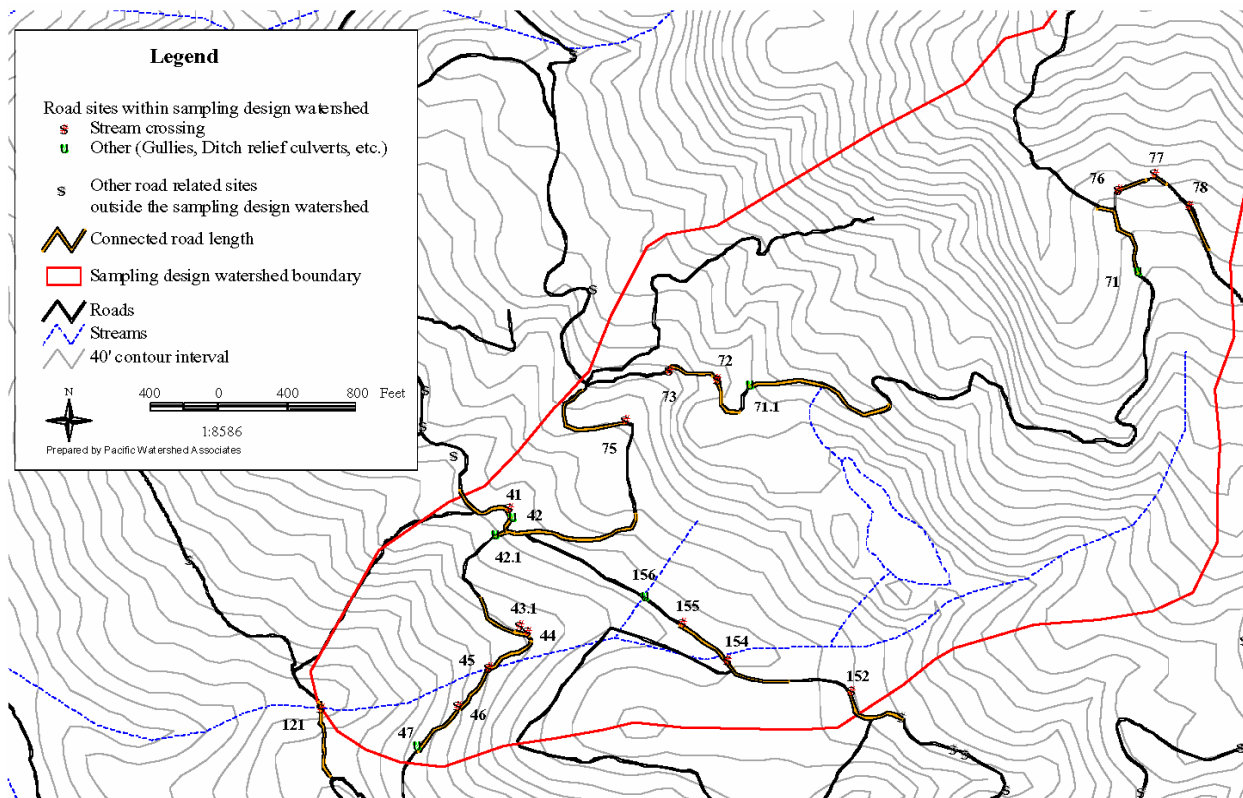 Legend
Road sites within sampling design watershed
s Stream crossing
u Other (Gullies, Ditch relief culverts, etc.)
s Other road related sites
outside the sampling design watershed
Connected road length
Sampling design watershed boundary
Roads
Streams
40' contour interval
N
400 0 400 800 Feet
1:8586
Prepared by Pacific Watershed Associates
77
76
78
71
72
73
71.1
75
41
42
42.1
156
155
43.1
44
154
45
152
46
121
47